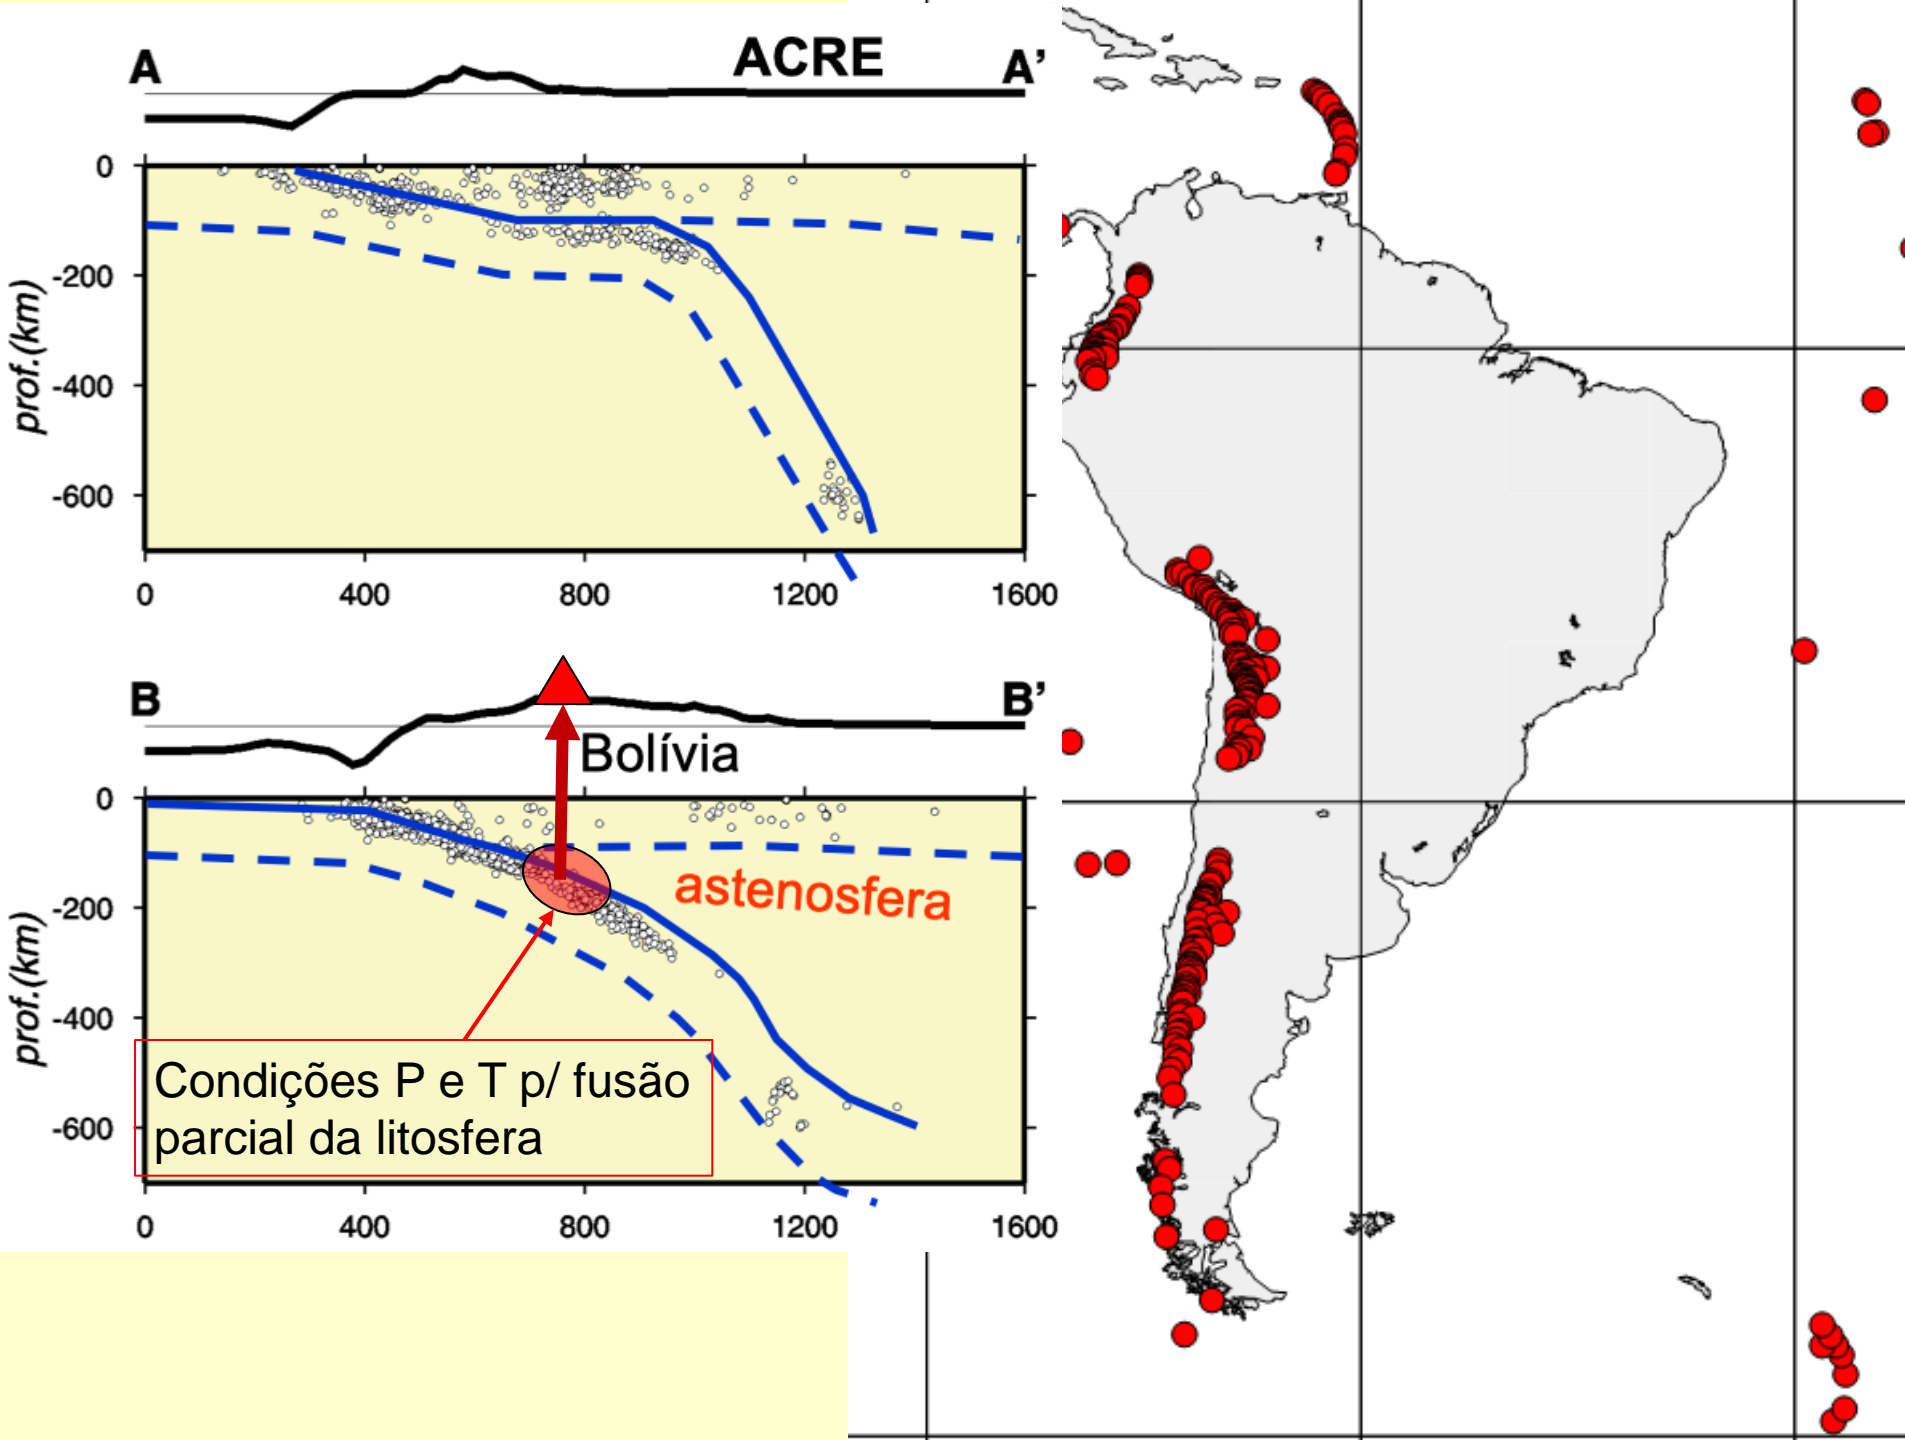 A ACRE A’
0
-200
-400
-600
prof.(km)
0 400 800 1200 1600
B B’
Bolívia
0
-200
-400
-600
prof.(km)
astenosfera
Condições P e T p/ fusão
parcial da litosfera
0 400 800 1200 1600